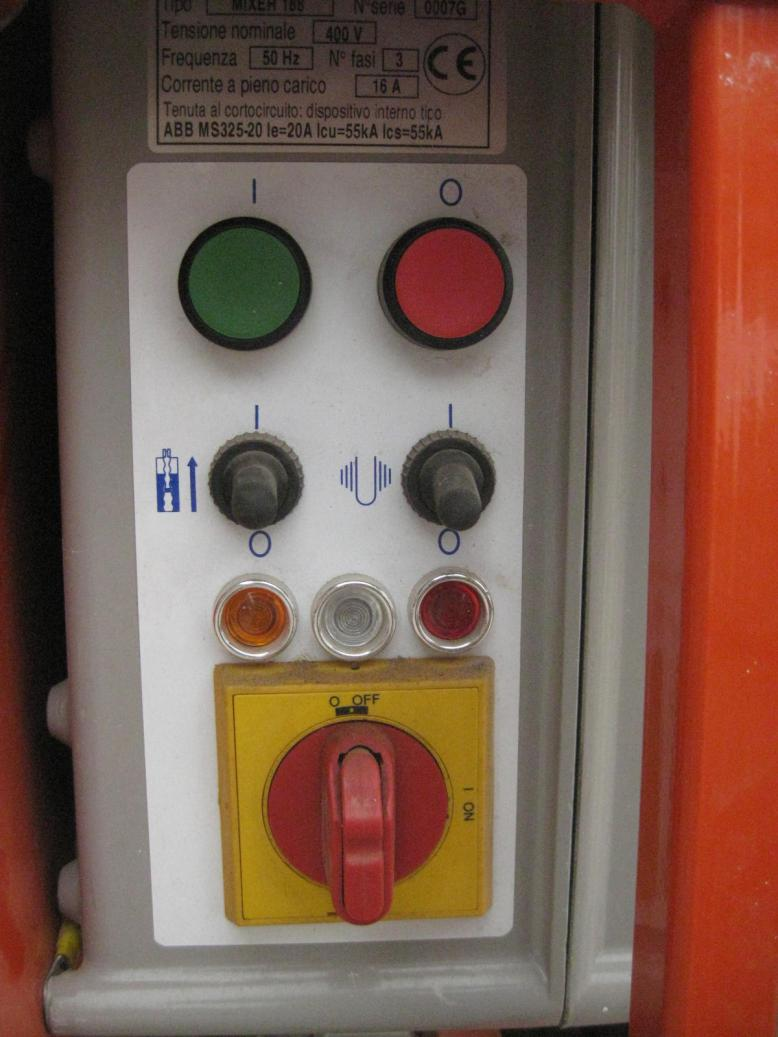 Tipo MIXER 188 N°serie 0007G
Tensione nominale 400 V
Frequenza 50 Hz N° fasi 3 CE
Corrente a pieno carico 16 A
Tenuta al cortocircuito: dispositivo interno tipo
ABB MS325-20 Ie=20A Icu=55kA Ics=55kA
I O
I I
O O
O OFF
I ON